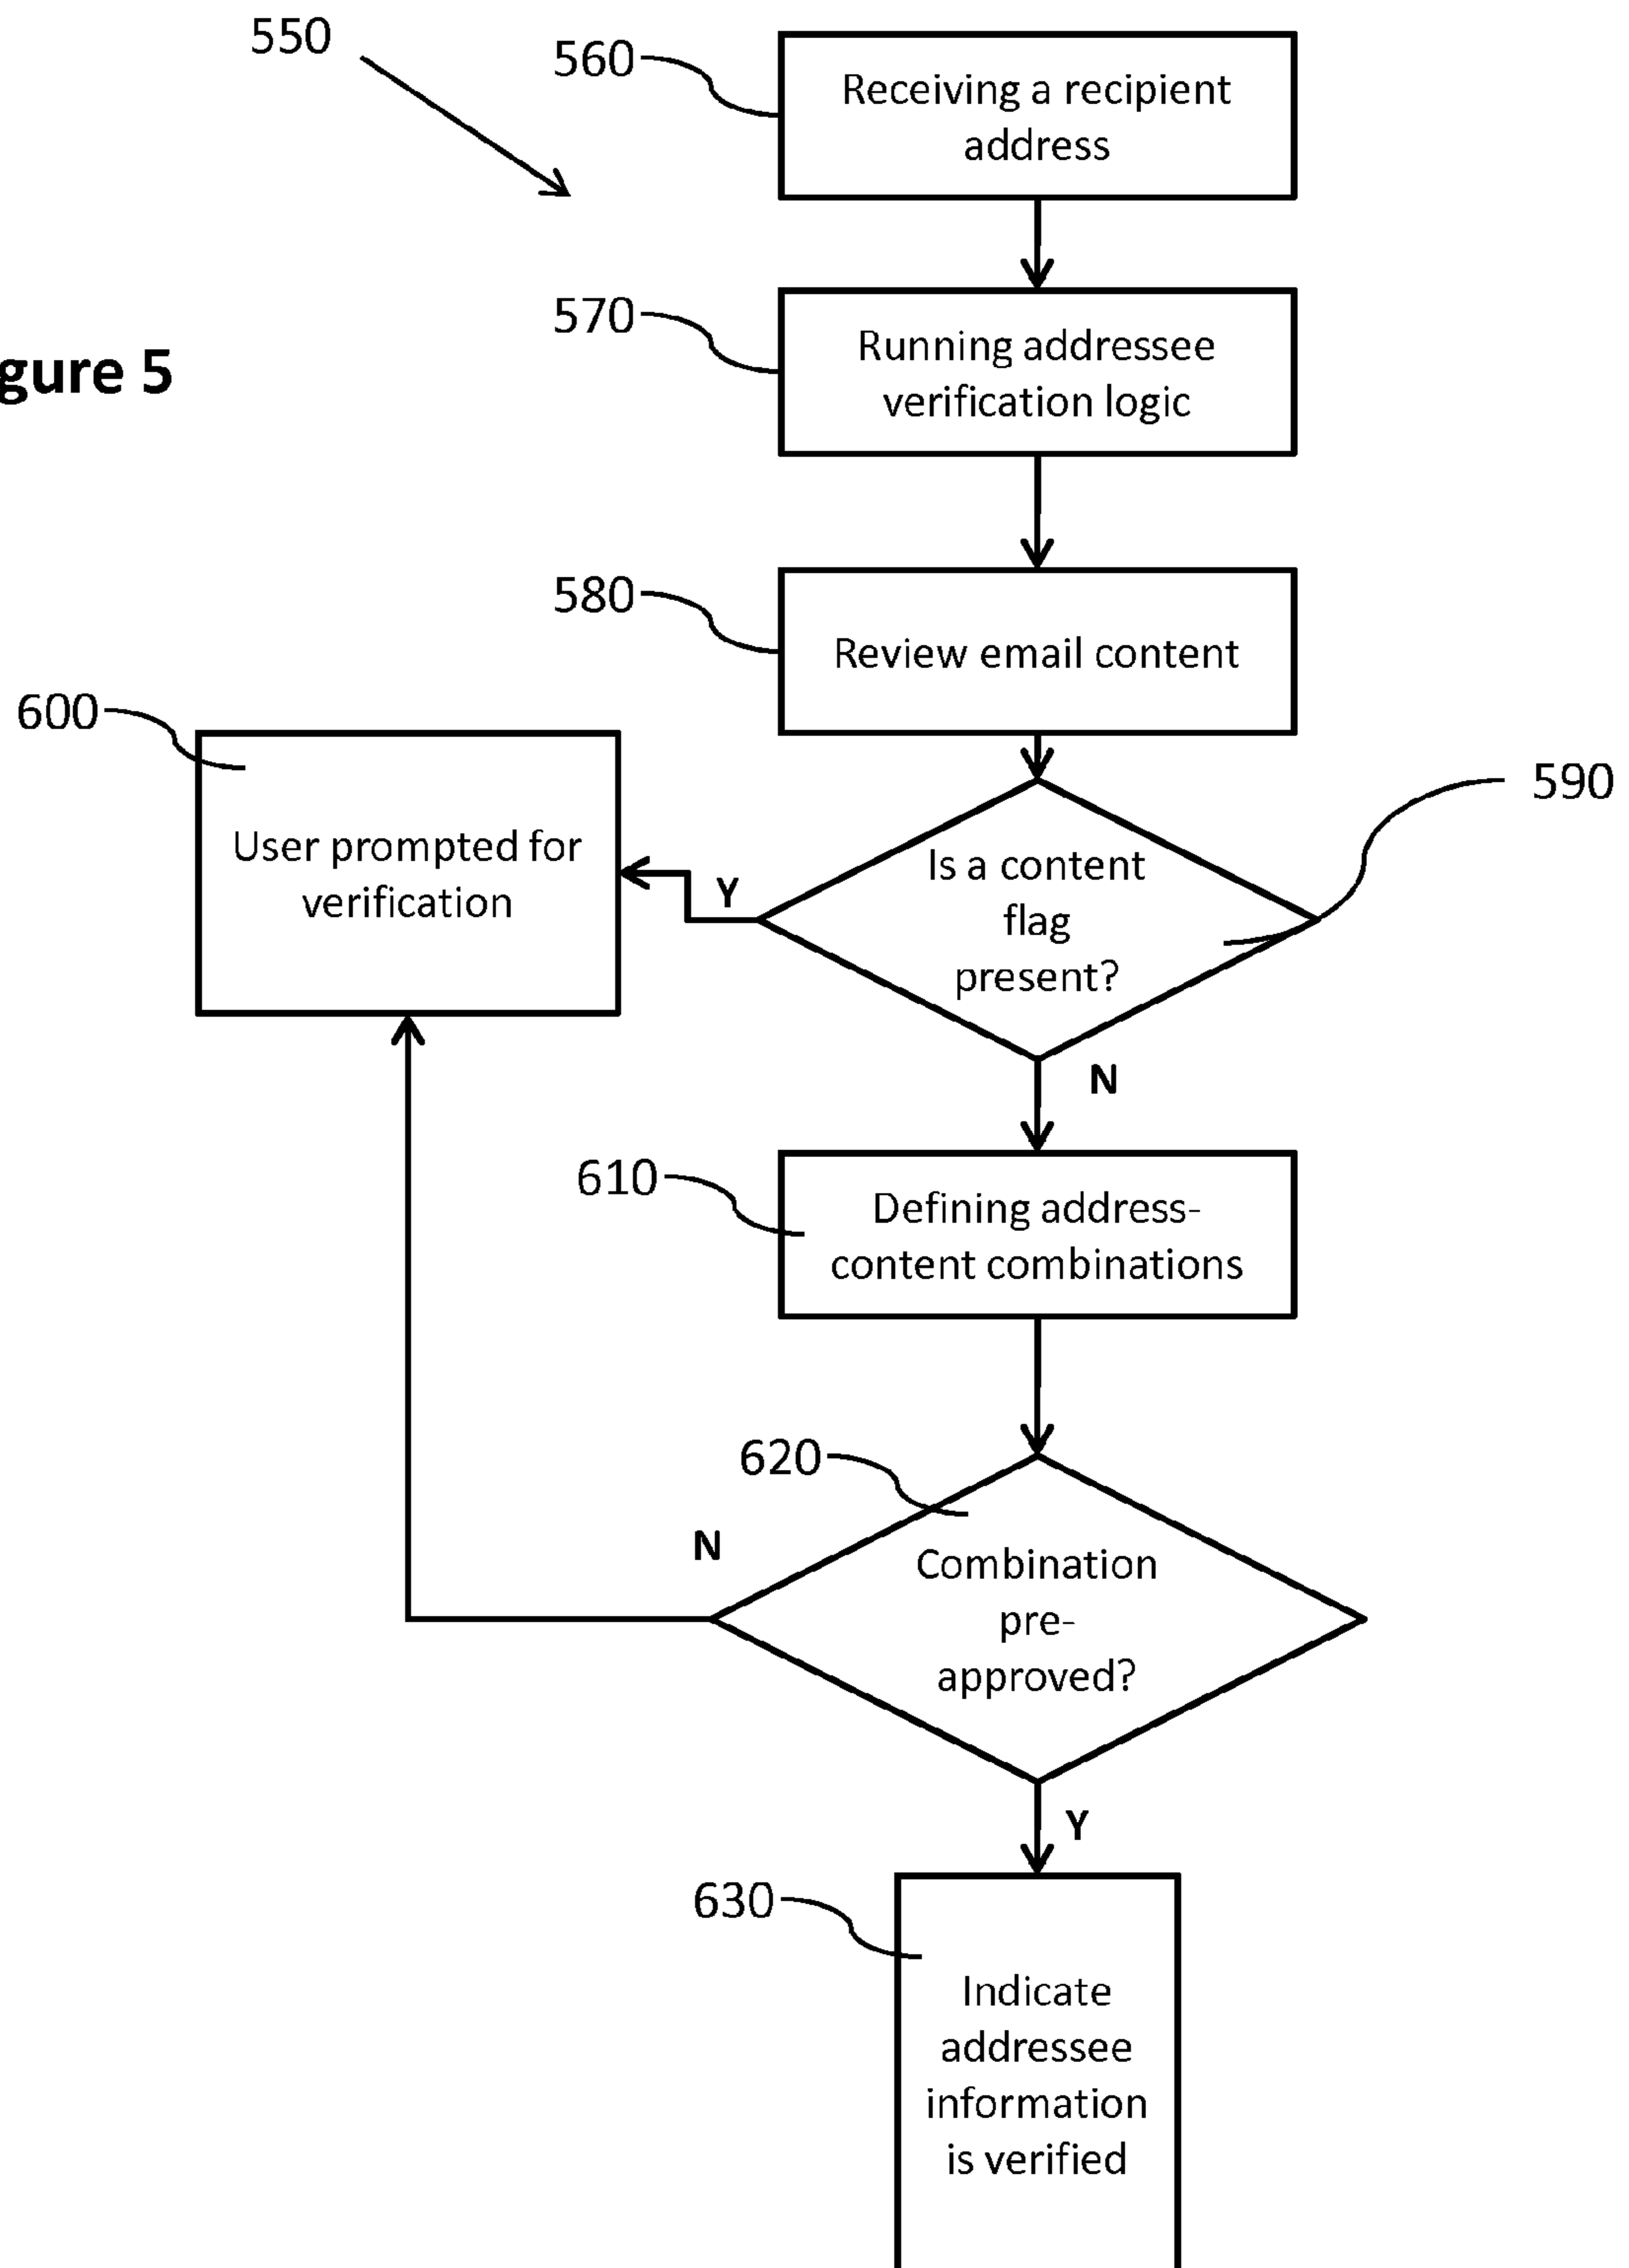 550
560
Receiving a recipient
address
570
Running addressee
verification logic
gure 5
580
Review email content
600
User prompted for
verification
590
Is a content
flag
present?
Y
N
610
Defining address-
content combinations
620
Combination
pre-
approved?
N
Y
630
Indicate
addressee
information
is verified